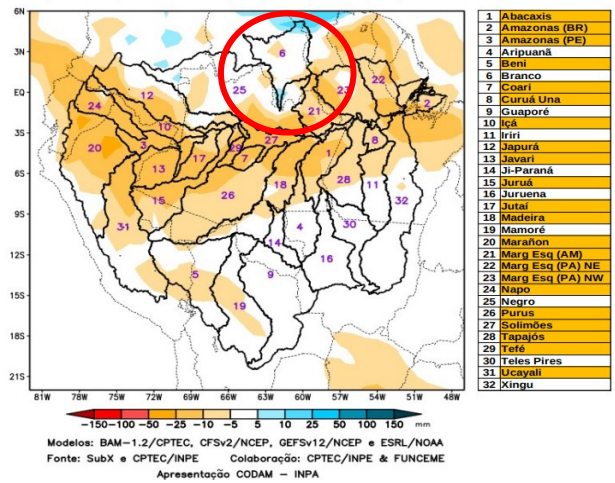 6N
3N
EQ
3S
6S
9S
12S
15S
18S
21S
81W 78W 75W 72W 69W 66W 63W 60W 57W 54W 51W 48W
6
12
25
23
22
2
24
21
10
20
3
13
17
29
7
27
1
8
15
26
18
28
11
32
31
14
4
30
16
5
9
19
−150−100 −50 −25 −10 −5 5 10 25 50 100 150 mm
Modelos: BAM−1.2/CPTEC, CFSv2/NCEP, GEFSv12/NCEP e ESRL/NOAA
Fonte: SubX e CPTEC/INPE Colaboração: CPTEC/INPE & FUNCEME
Apresentação CODAM − INPA
1 Abacaxis
2 Amazonas (BR)
3 Amazonas (PE)
4 Aripuanã
5 Beni
6 Branco
7 Coari
8 Curuá Una
9 Guaporé
10 Içá
11 Iriri
12 Japurá
13 Javari
14 Ji-Paraná
15 Juruá
16 Juruena
17 Jutaí
18 Madeira
19 Mamoré
20 Marañon
21 Marg Esq (AM)
22 Marg Esq (PA) NE
23 Marg Esq (PA) NW
24 Napo
25 Negro
26 Purus
27 Solimões
28 Tapajós
29 Tefé
30 Teles Pires
31 Ucayali
32 Xingu